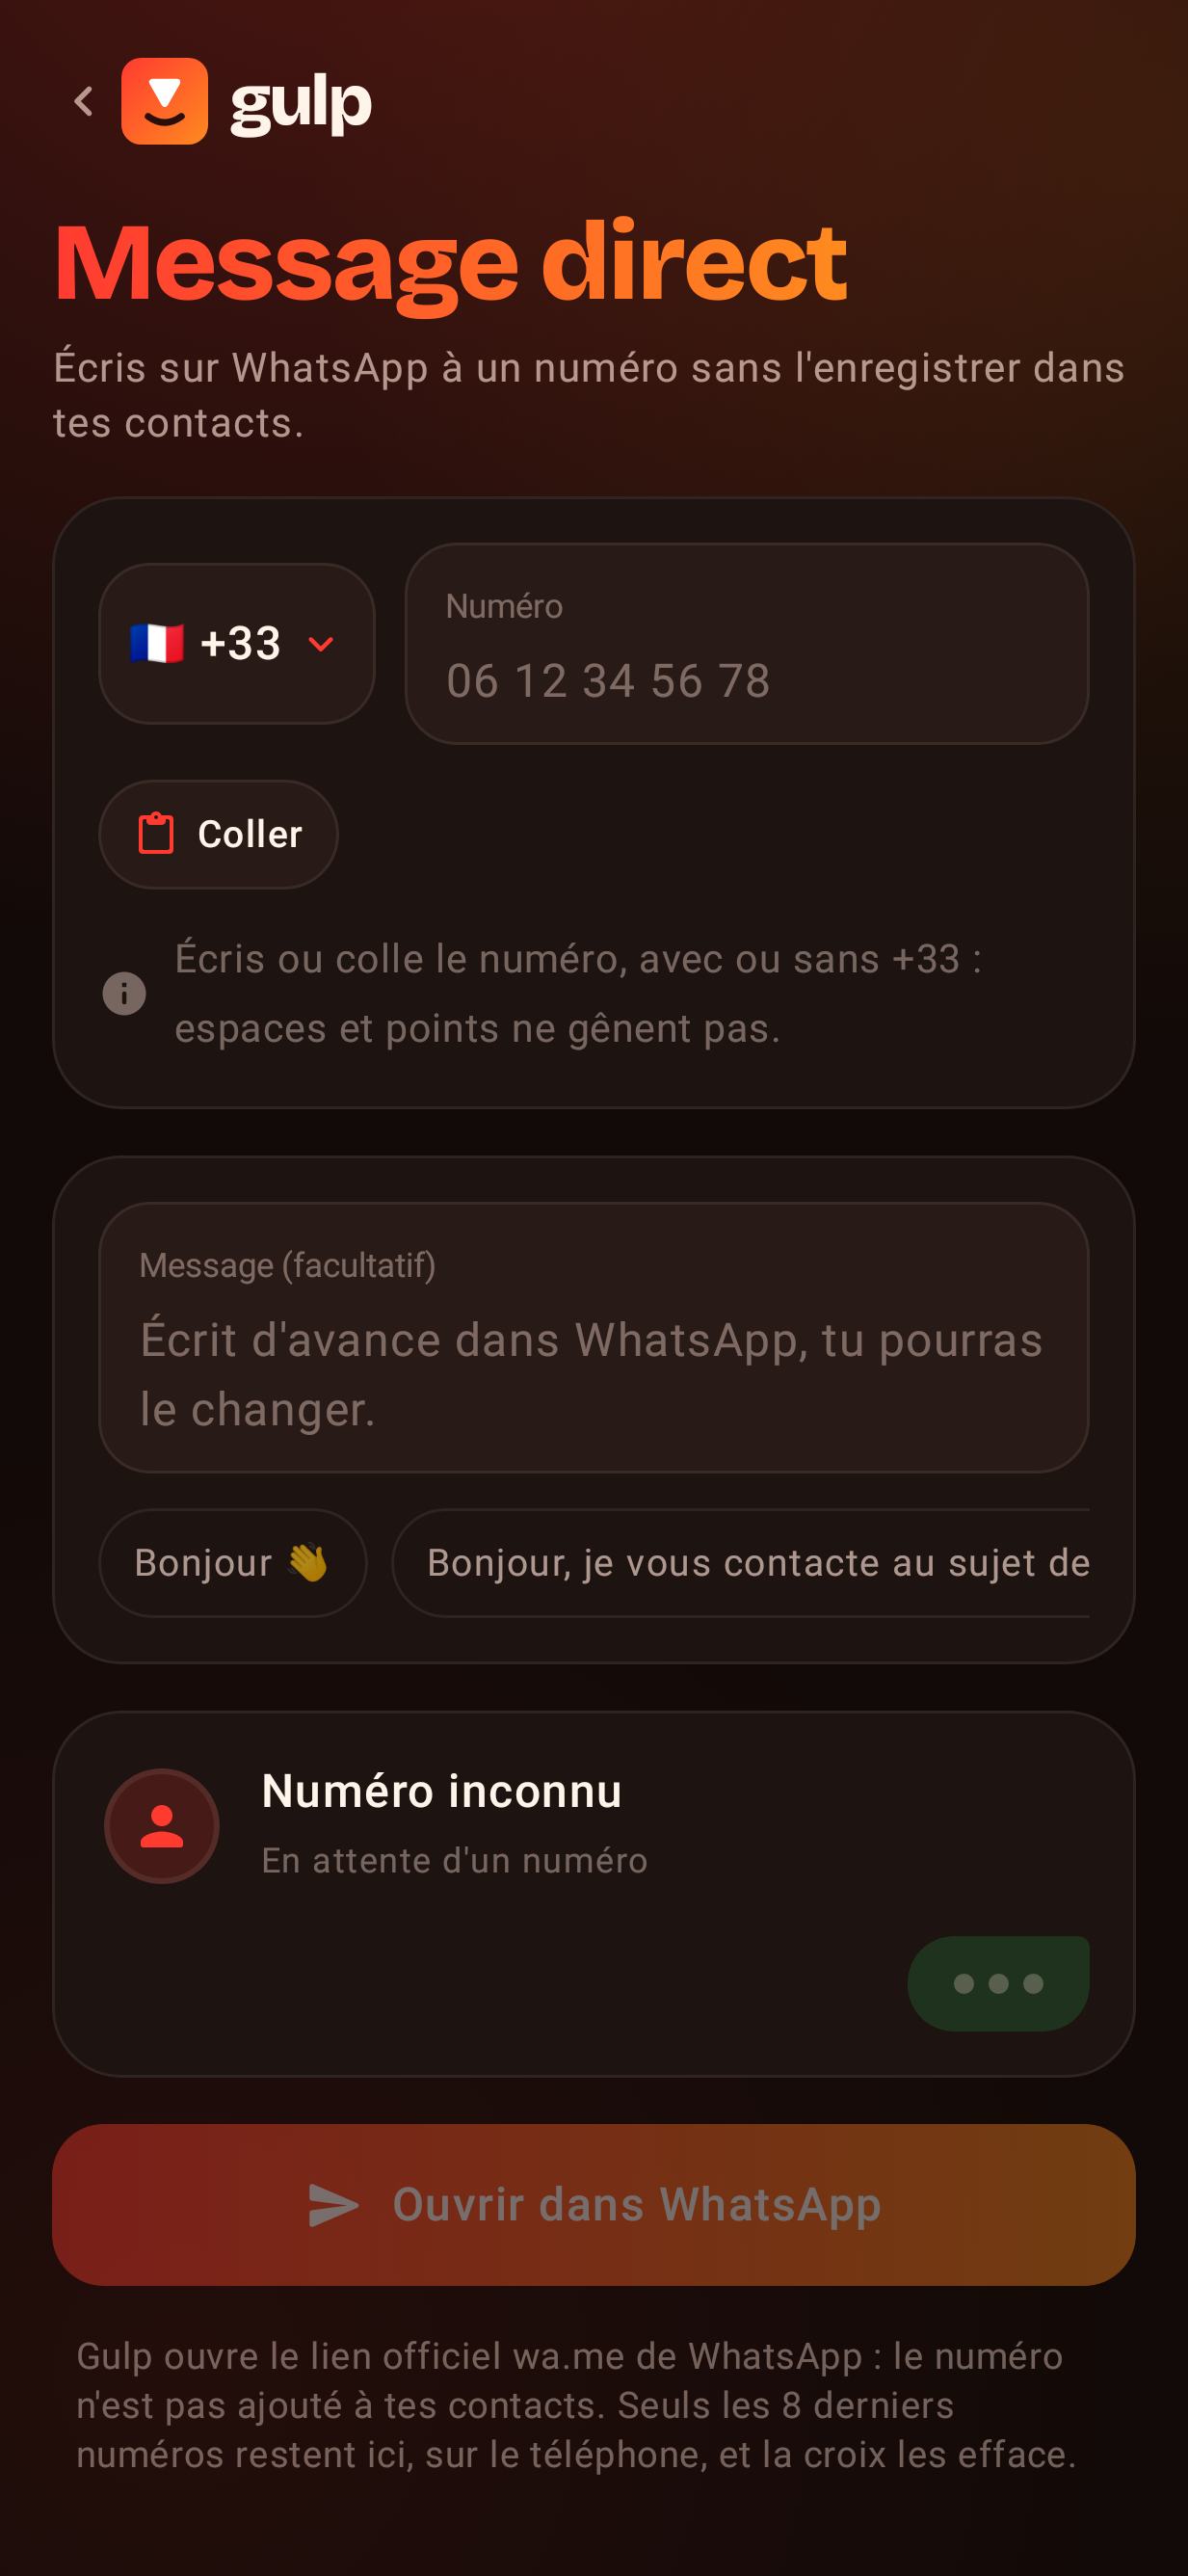 gulp
Message direct
Écris sur WhatsApp à un numéro sans l'enregistrer dans
tes contacts.
🇫🇷 +33
Numéro
06 12 34 56 78
Coller
Écris ou colle le numéro, avec ou sans +33 :
espaces et points ne gênent pas.
Message (facultatif)
Écrit d'avance dans WhatsApp, tu pourras
le changer.
Bonjour 👋
Bonjour, je vous contacte au sujet de
Numéro inconnu
En attente d'un numéro
Ouvrir dans WhatsApp
Gulp ouvre le lien officiel wa.me de WhatsApp : le numéro
n'est pas ajouté à tes contacts. Seuls les 8 derniers
numéros restent ici, sur le téléphone, et la croix les efface.